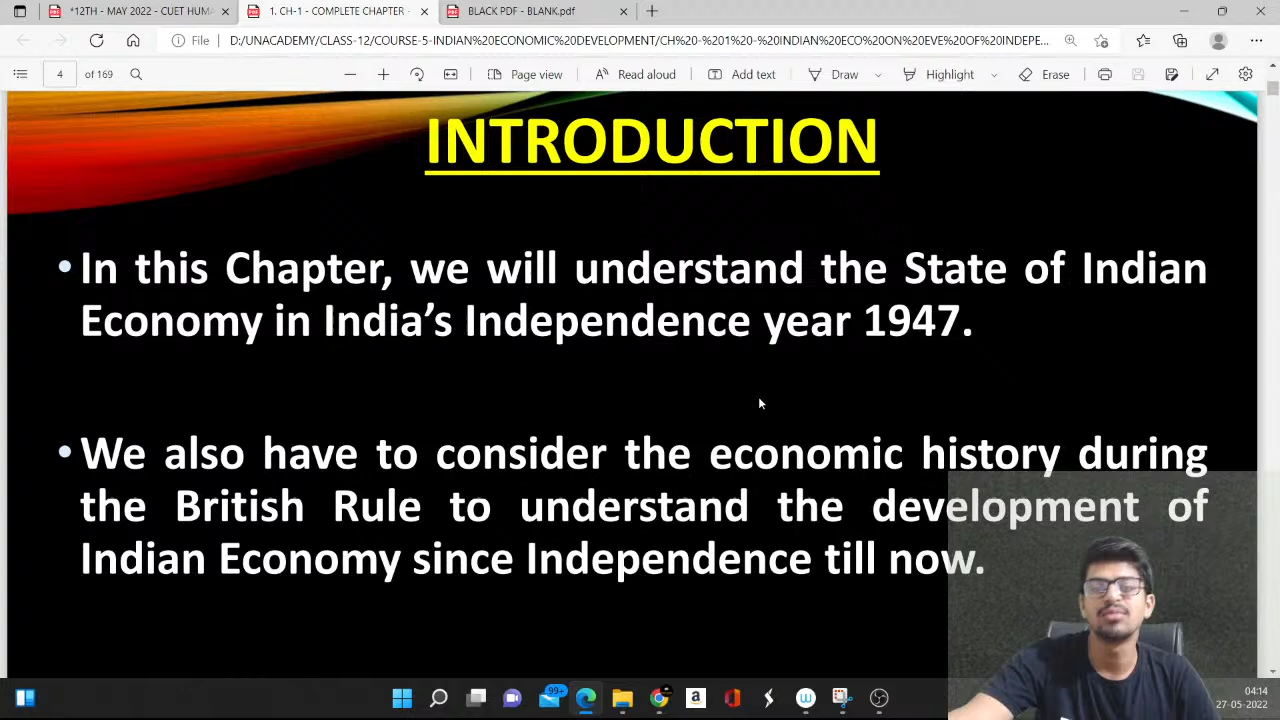 *12TH - MAY 2022 - CUET HUMA
1. CH-1 - COMPLETE CHAPTER -
BLACK PDF - BLANK.pdf
File
D:/UNACADEMY/CLASS-12/COURSE-5-INDIAN%20ECONOMIC%20DEVELOPMENT/CH%20-%201%20-%20INDIAN%20ECO%20ON%20EVE%20OF%20INDEPE...
4 of 169
Page view
Read aloud
Add text
Draw
Highlight
Erase
INTRODUCTION
• In this Chapter, we will understand the State of Indian
Economy in India’s Independence year 1947.
• We also have to consider the economic history during
the British Rule to understand the development of
Indian Economy since Independence till now.
99+
04:14
27-05-2022